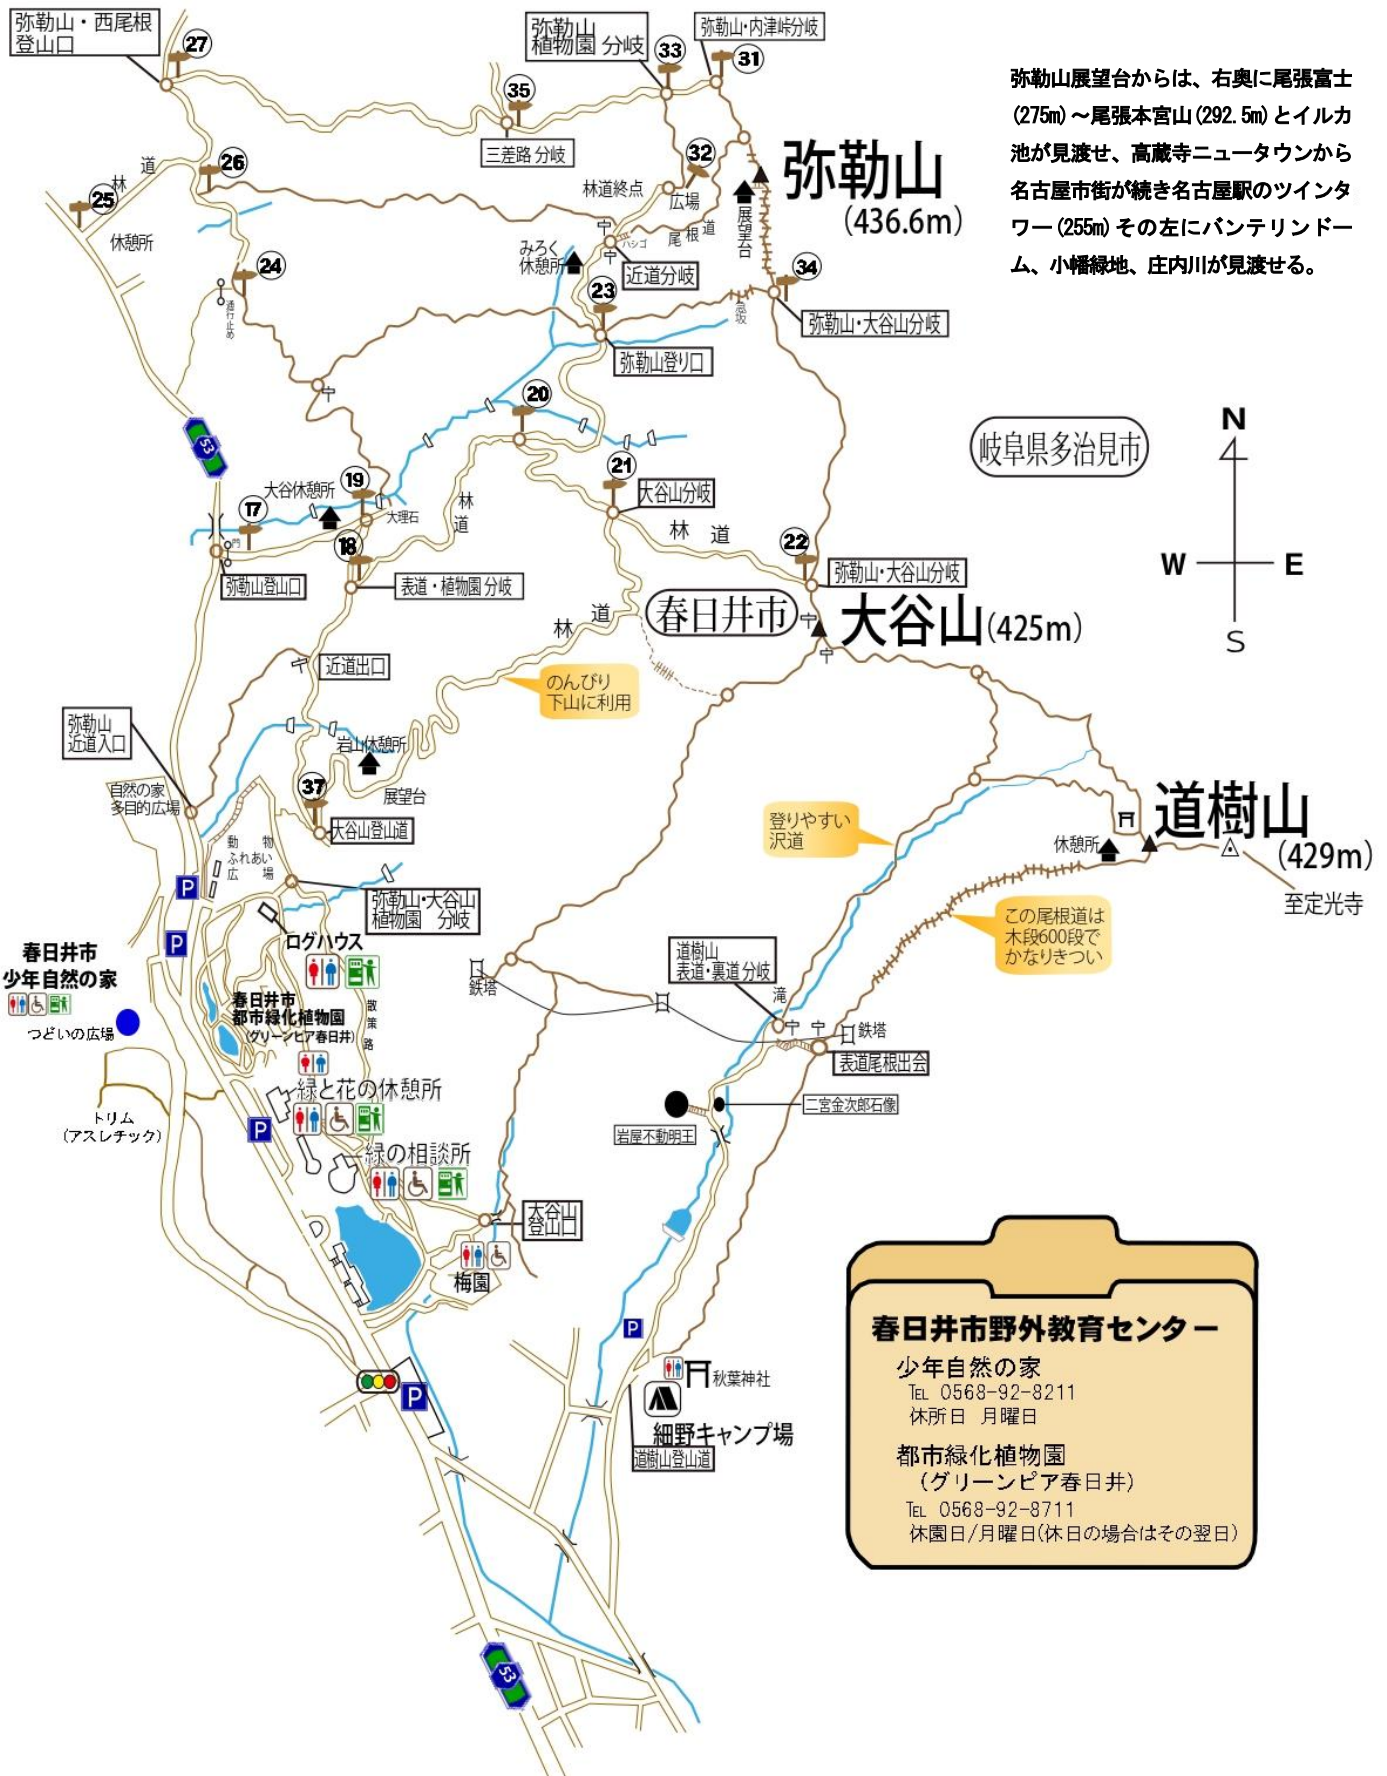 弥勒山・西尾根
登山口
27
弥勒山
植物園 分岐
33
弥勒山・内津峠分岐
31
35
三差路 分岐
弥勒山展望台からは、右奥に尾張富士
(275m)～尾張本宮山(292.5m)とイルカ
池が見渡せ、高蔵寺ニュータウンから
名古屋市街が続き名古屋駅のツインタ
ワー(255m)その左にバンテリンドー
ム、小幡緑地、庄内川が見渡せる。
林道
26
25
休憩所
32
林道終点
広場
尾根道
ハシゴ
展望台
弥勒山
(436.6m)
みろく
休憩所
近道分岐
24
通行止め
23
急坂
34
弥勒山・大谷山分岐
弥勒山登り口
20
53
岐阜県多治見市
N
W
E
S
21
大谷山分岐
林道
大谷休憩所
19
大理石
17
門
18
林道
22
弥勒山登山口
表道・植物園 分岐
弥勒山・大谷山分岐
春日井市
大谷山(425m)
林道
近道出口
のんびり
下山に利用
弥勒山
近道入口
岩山休憩所
展望台
37
大谷山登山道
自然の家
多目的広場
動物
ふれあい
広場
P
弥勒山・大谷山
植物園 分岐
登りやすい
沢道
休憩所
道樹山
(429m)
至定光寺
この尾根道は
木段600段で
かなりきつい
P
春日井市
少年自然の家
つどいの広場
ログハウス
春日井市
都市緑化植物園
(グリーンピア春日井)
散策路
鉄塔
道樹山
表道・裏道 分岐
滝
鉄塔
表道尾根出会
緑と花の休憩所
P
トリム
(アスレチック)
二宮金次郎石像
岩屋不動明王
緑の相談所
大谷山
登山口
梅園
P
秋葉神社
P
細野キャンプ場
道樹山登山道
春日井市野外教育センター
少年自然の家
TEL 0568-92-8211
休所日 月曜日
都市緑化植物園
(グリーンピア春日井)
TEL 0568-92-8711
休園日/月曜日(休日の場合はその翌日)
53